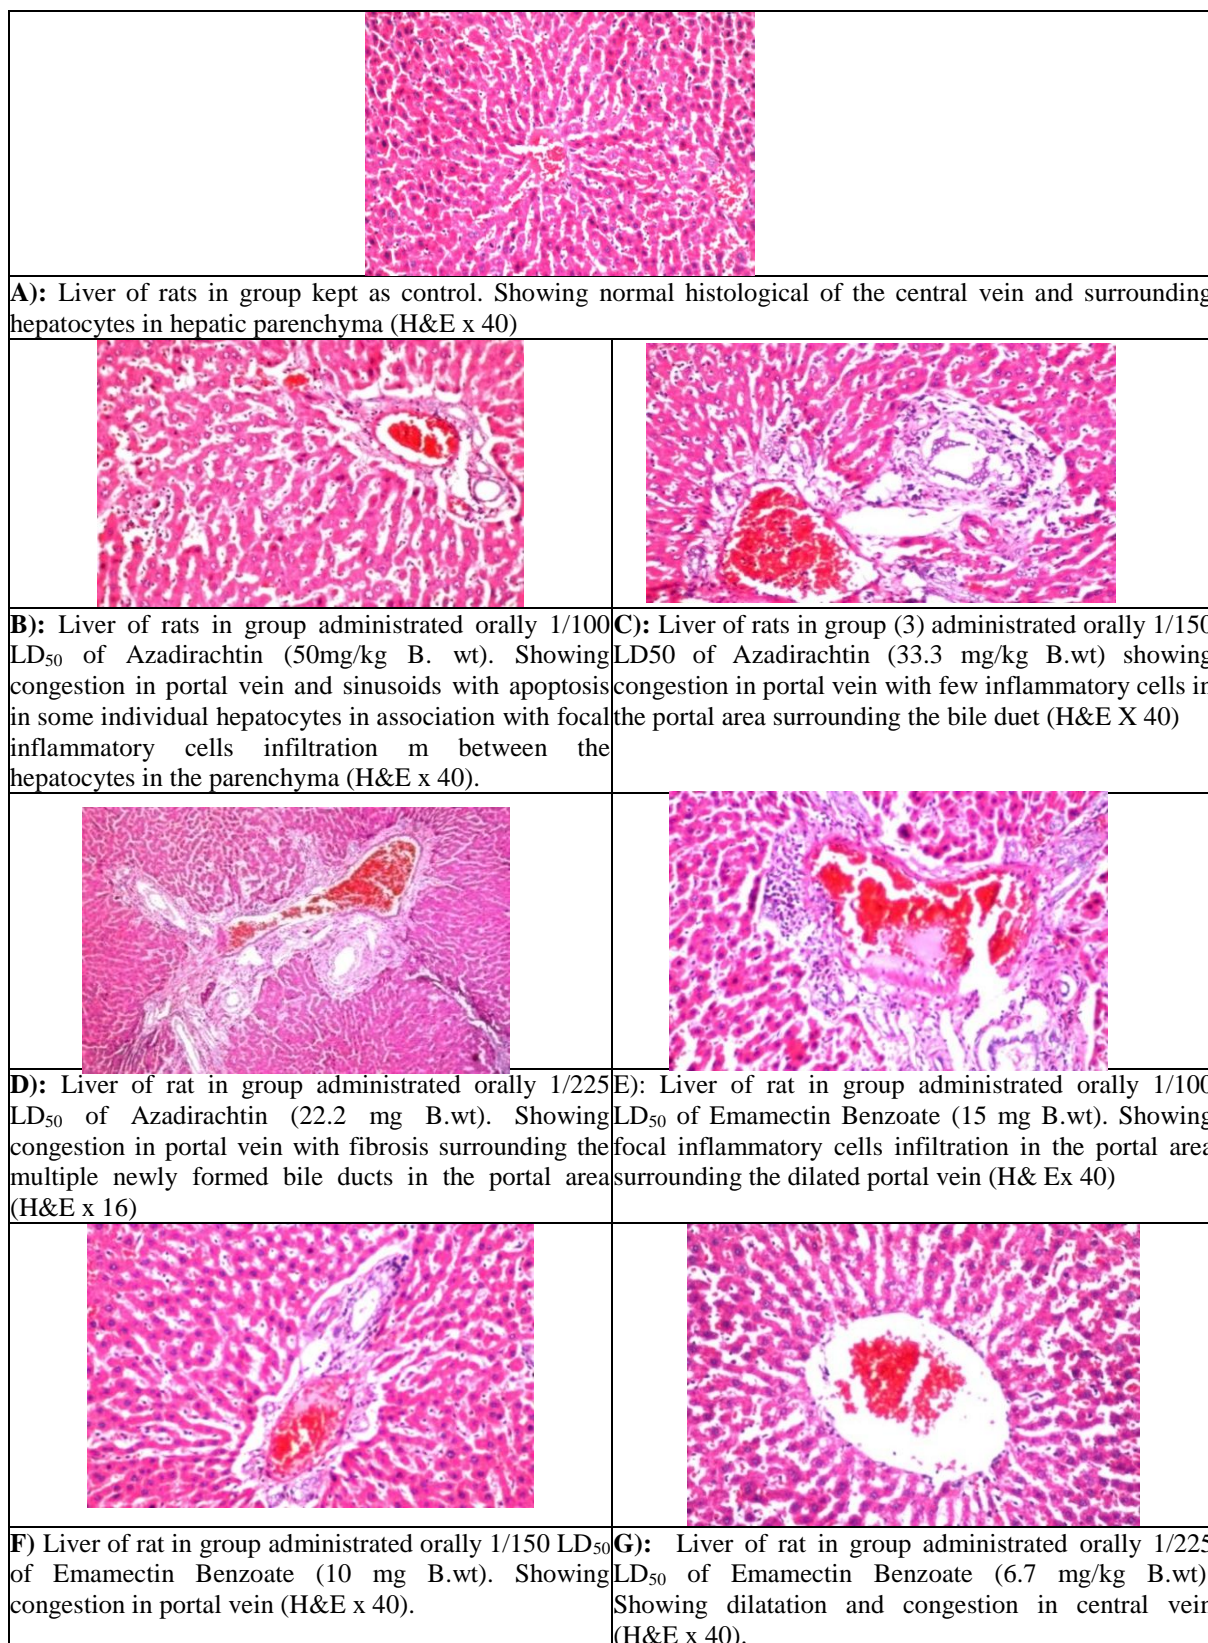 A): Liver of rats in group kept as control. Showing normal histological of the central vein and surrounding
hepatocytes in hepatic parenchyma (H&E x 40)
B): Liver of rats in group administrated orally 1/100
LD50 of Azadirachtin (50mg/kg B. wt). Showing
congestion in portal vein and sinusoids with apoptosis
in some individual hepatocytes in association with focal
inflammatory cells infiltration m between the
hepatocytes in the parenchyma (H&E x 40).
C): Liver of rats in group (3) administrated orally 1/150
LD50 of Azadirachtin (33.3 mg/kg B.wt) showing
congestion in portal vein with few inflammatory cells in
the portal area surrounding the bile duet (H&E X 40)
D): Liver of rat in group administrated orally 1/225
LD50 of Azadirachtin (22.2 mg B.wt). Showing
congestion in portal vein with fibrosis surrounding the
multiple newly formed bile ducts in the portal area
(H&E x 16)
E): Liver of rat in group administrated orally 1/100
LD50 of Emamectin Benzoate (15 mg B.wt). Showing
focal inflammatory cells infiltration in the portal area
surrounding the dilated portal vein (H& Ex 40)
F) Liver of rat in group administrated orally 1/150 LD50
of Emamectin Benzoate (10 mg B.wt). Showing
congestion in portal vein (H&E x 40).
G): Liver of rat in group administrated orally 1/225
LD50 of Emamectin Benzoate (6.7 mg/kg B.wt)
Showing dilatation and congestion in central vein
(H&E x 40).